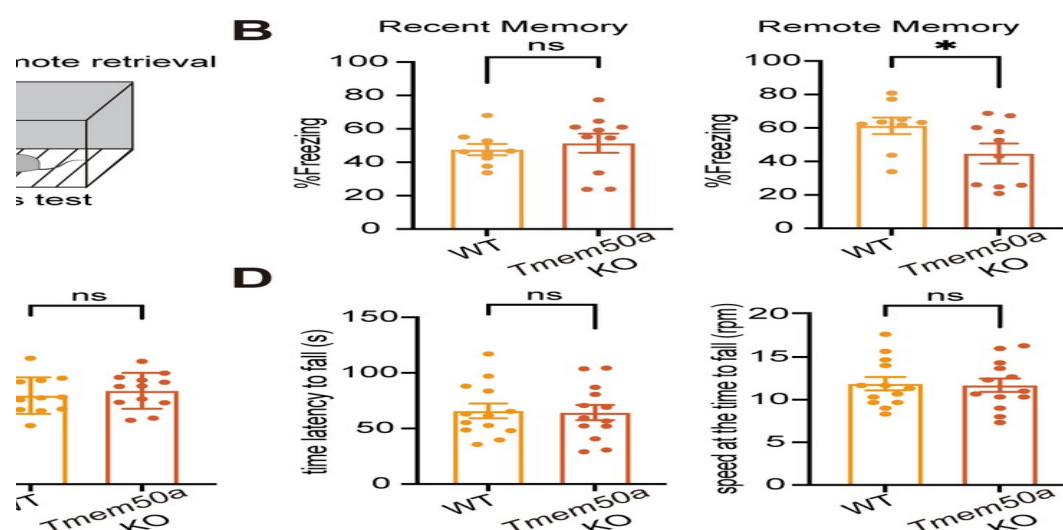 B
Recent Memory
Remote Memory
mote retrieval
s test
ns
*
%Freezing
100
80
60
40
20
0
WT
Tmem50a
KO
%Freezing
100
80
60
40
20
0
WT
Tmem50a
KO
D
ns
WT
Tmem50a
KO
ns
time latency to fall (s)
150
100
50
0
WT
Tmem50a
KO
ns
speed at the time to fall (rpm)
20
15
10
5
0
WT
Tmem50a
KO